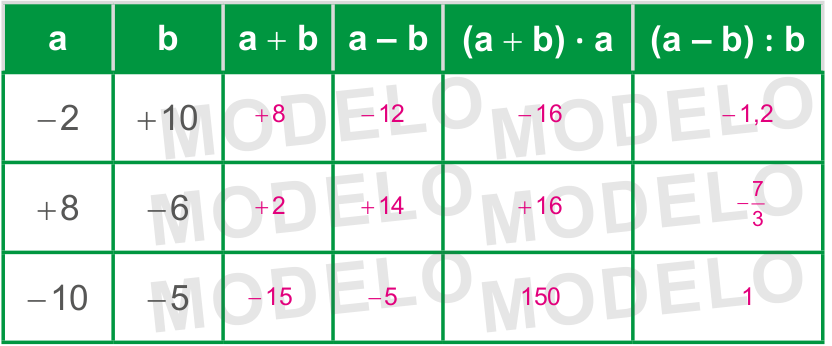 a b a + b a – b (a + b) · a (a – b) : b
–2 +10 +8 –12 –16 –1,2
+8 –6 +2 +14 +16 –7/3
–10 –5 –15 –5 150 1
MODELO MODELO
MODELO MODELO
MODELO MODELO